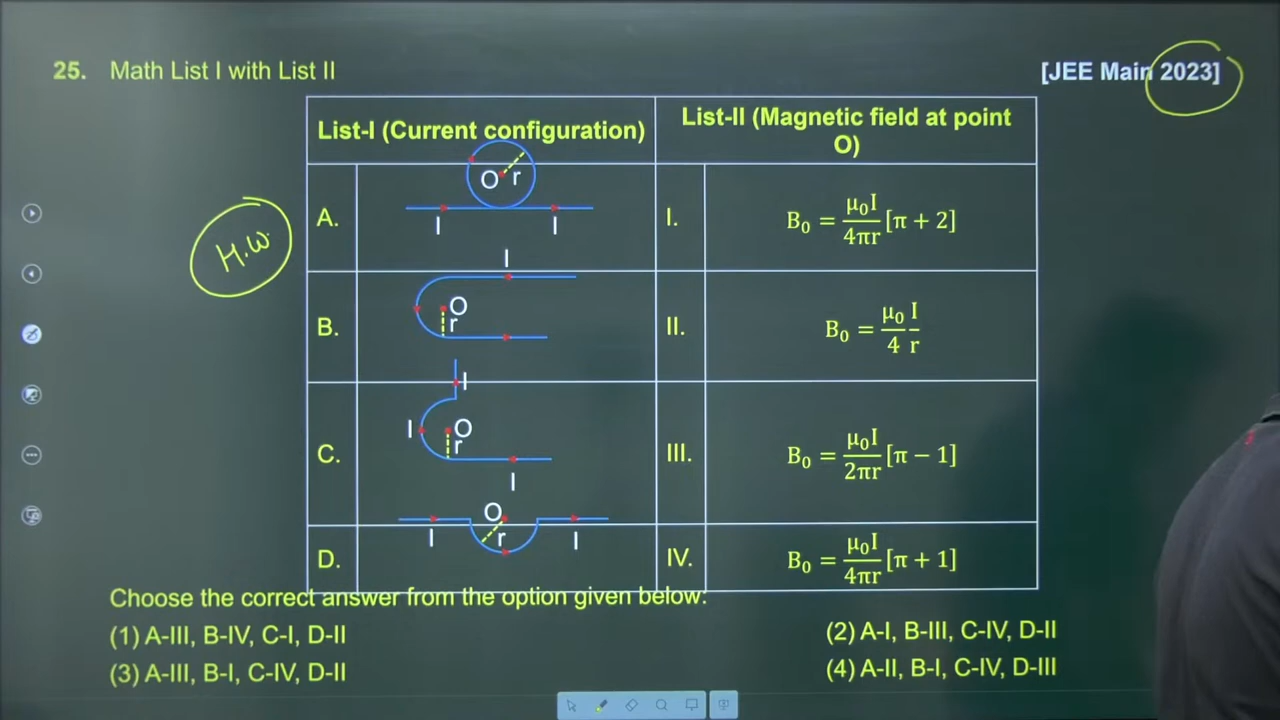 25. Math List I with List II
[JEE Main 2023]
List-I (Current configuration)
List-II (Magnetic field at point O)
H.W.
A.
O r
I
I
I.
B₀ = μ₀I/4πr [π + 2]
B.
I
O
r
II.
B₀ = μ₀/4 I/r
C.
I
I
O
r
I
III.
B₀ = μ₀I/2πr [π − 1]
D.
O
r
I
I
IV.
B₀ = μ₀I/4πr [π + 1]
Choose the correct answer from the option given below:
(1) A-III, B-IV, C-I, D-II
(2) A-I, B-III, C-IV, D-II
(3) A-III, B-I, C-IV, D-II
(4) A-II, B-I, C-IV, D-III